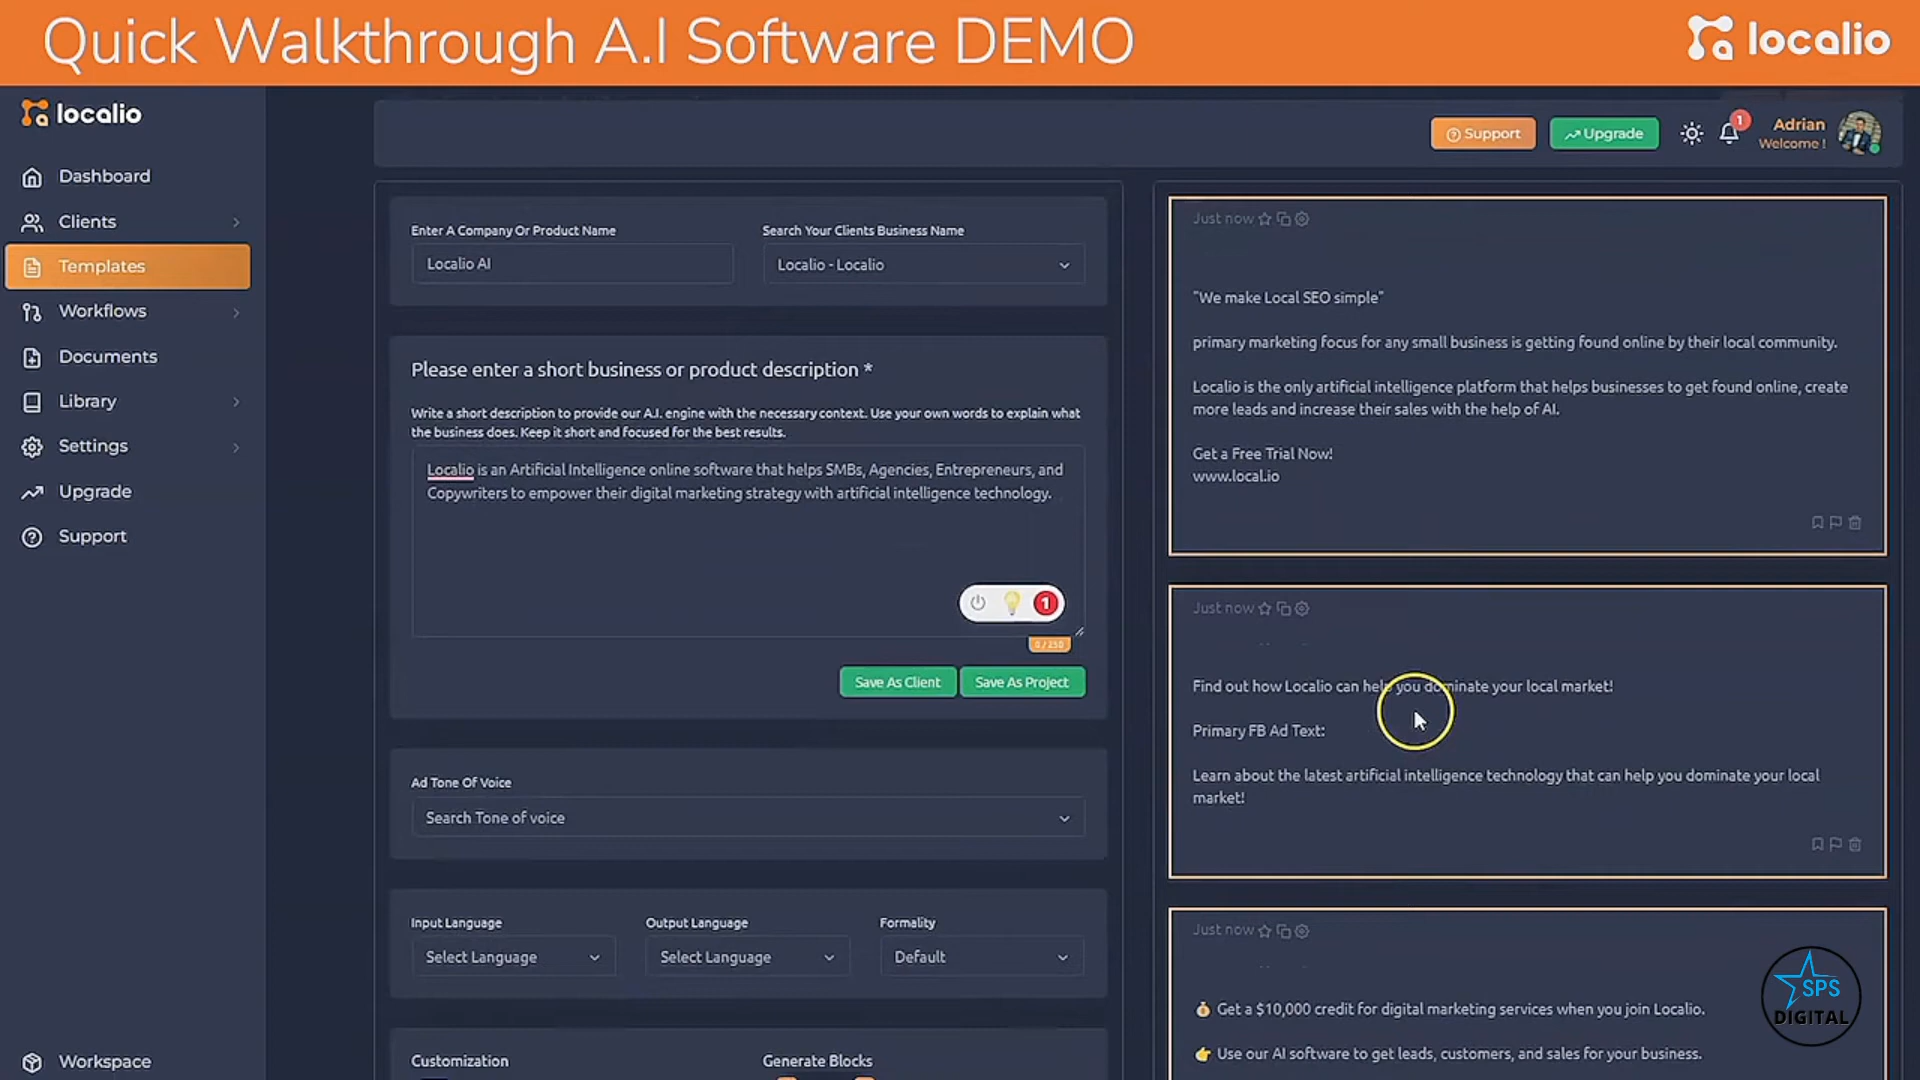 Quick Walkthrough A.I Software DEMO
localio
localio
Dashboard
Clients
Templates
Workflows
Documents
Library
Settings
Upgrade
Support
Workspace
Support
Upgrade
1
Adrian
Welcome !
Enter A Company Or Product Name
Localio AI
Search Your Clients Business Name
Localio - Localio
Please enter a short business or product description *
Write a short description to provide our A.I. engine with the necessary context. Use your own words to explain what
the business does. Keep it short and focused for the best results.
Localio is an Artificial Intelligence online software that helps SMBs, Agencies, Entrepreneurs, and
Copywriters to empower their digital marketing strategy with artificial intelligence technology.
1
0 / 250
Save As Client
Save As Project
Ad Tone Of Voice
Search Tone of voice
Input Language
Select Language
Output Language
Select Language
Formality
Default
Customization
Generate Blocks
Just now
"We make Local SEO simple"
primary marketing focus for any small business is getting found online by their local community.
Localio is the only artificial intelligence platform that helps businesses to get found online, create
more leads and increase their sales with the help of AI.
Get a Free Trial Now!
www.local.io
Just now
Find out how Localio can help you dominate your local market!
Primary FB Ad Text:
Learn about the latest artificial intelligence technology that can help you dominate your local
market!
Just now
💰 Get a $10,000 credit for digital marketing services when you join Localio.
👉 Use our AI software to get leads, customers, and sales for your business.
SPS
DIGITAL